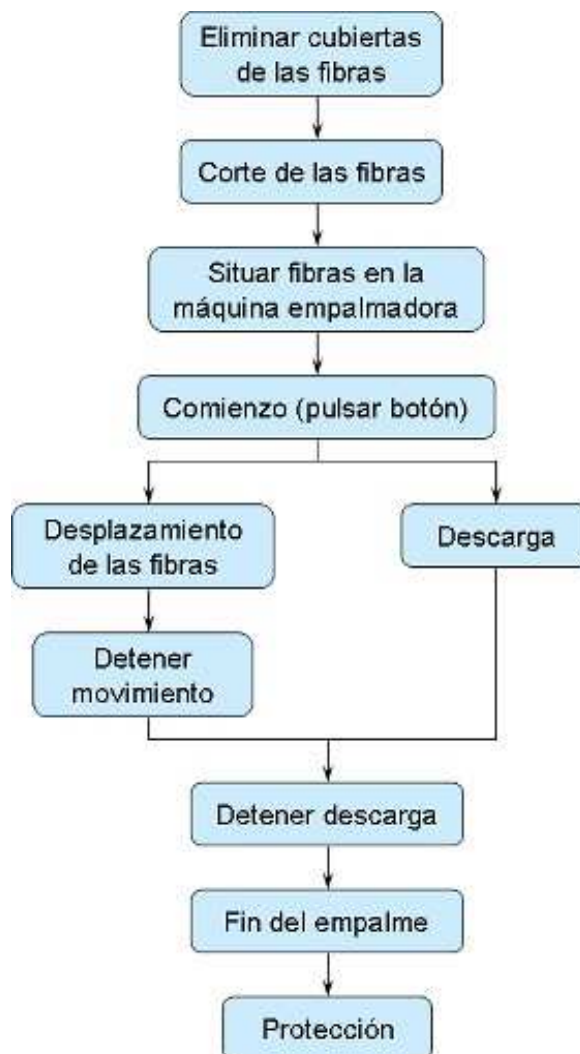 Eliminar cubiertas
de las fibras
Corte de las fibras
Situar fibras en la
máquina empalmadora
Comienzo (pulsar botón)
Desplazamiento
de las fibras
Descarga
Detener
movimiento
Detener descarga
Fin del empalme
Protección